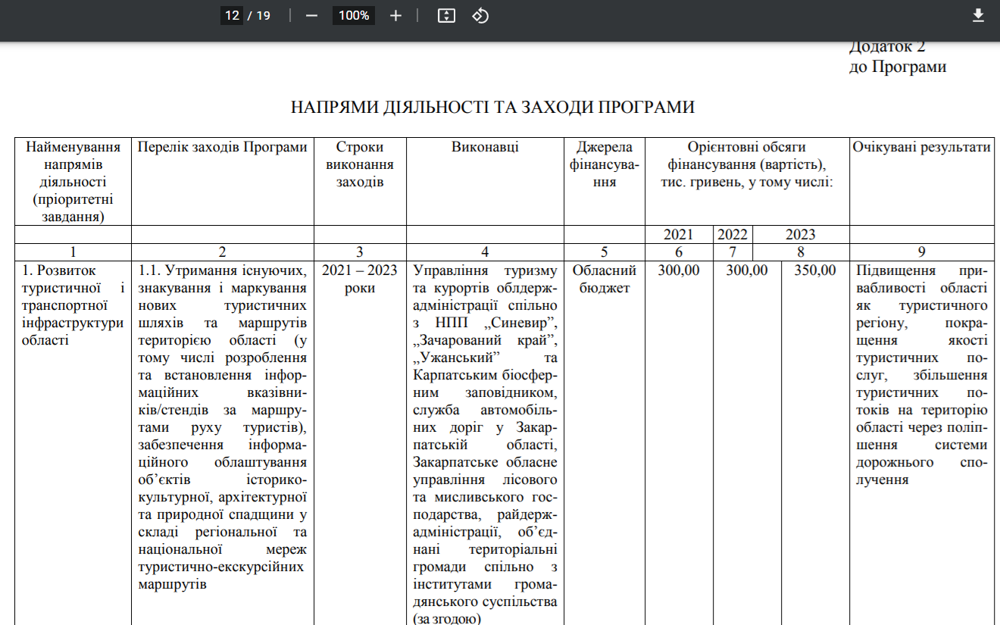 12 / 19
100%
Додаток 2
до Програми
НАПРЯМИ ДІЯЛЬНОСТІ ТА ЗАХОДИ ПРОГРАМИ
Найменування
напрямів
діяльності
(пріоритетні
завдання)
Перелік заходів Програми
Строки
виконання
заходів
Виконавці
Джерела
фінансува-
ння
Орієнтовні обсяги
фінансування (вартість),
тис. гривень, у тому числі:
Очікувані результати
2021
2022
2023
1
2
3
4
5
6
7
8
9
1. Розвиток
туристичної і
транспортної
інфраструктури
області
1.1. Утримання існуючих,
знакування і маркування
нових туристичних
шляхів та маршрутів
територією області (у
тому числі розроблення
та встановлення інфор-
маційних вказівни-
ків/стендів за маршру-
тами руху туристів),
забезпечення інформа-
ційного облаштування
об’єктів історико-
культурної, архітектурної
та природної спадщини у
складі регіональної та
національної мереж
туристично-екскурсійних
маршрутів
2021 – 2023
роки
Управління туризму
та курортів облдерж-
адміністрації спільно
з НПП „Синевир”,
„Зачарований край”,
„Ужанський” та
Карпатським біосфер-
ним заповідником,
служба автомобіль-
них доріг у Закар-
патській області,
Закарпатське обласне
управління лісового
та мисливського гос-
подарства, райдерж-
адміністрації, об’єд-
нані територіальні
громади спільно з
інститутами грома-
дянського суспільства
(за згодою)
Обласний
бюджет
300,00
300,00
350,00
Підвищення при-
вабливості області
як туристичного
регіону, покра-
щення якості
туристичних по-
слуг, збільшення
туристичних по-
токів на територію
області через поліп-
шення системи
дорожнього спо-
лучення